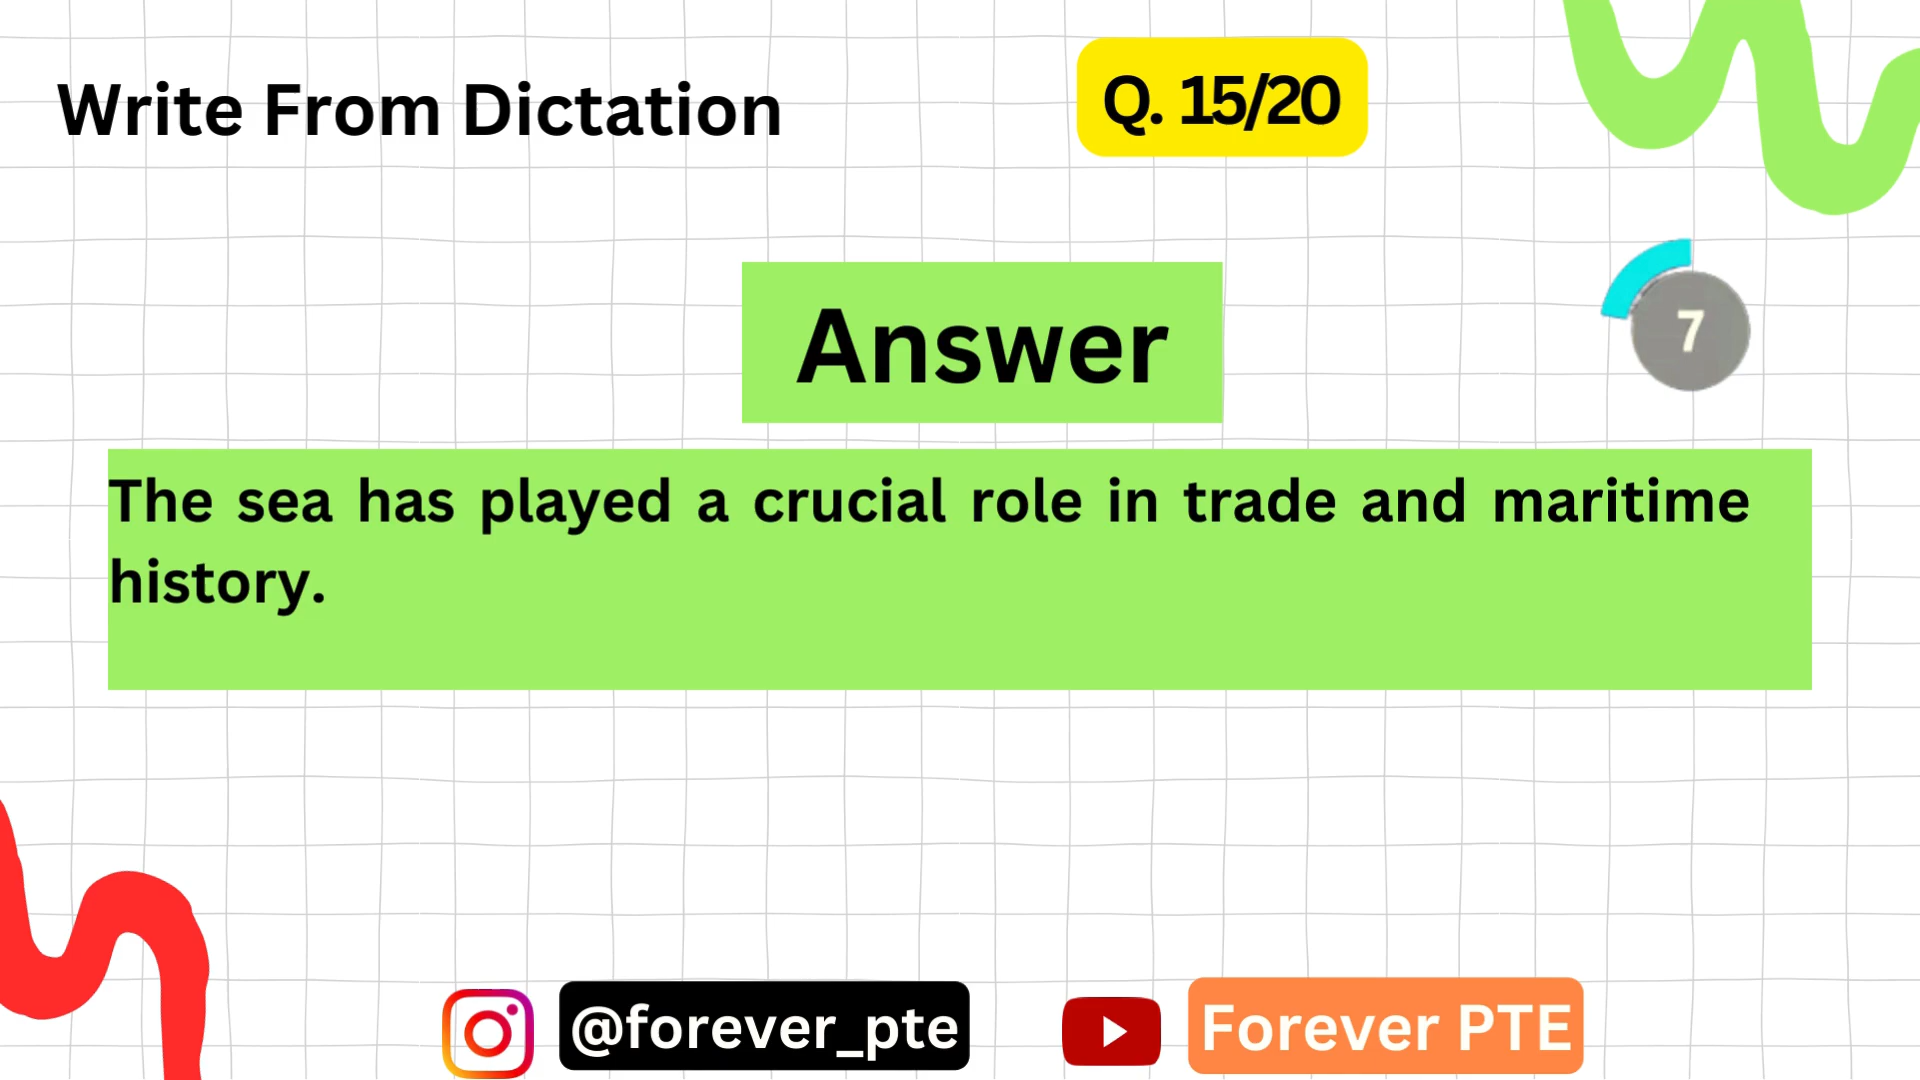 Write From Dictation
Q. 15/20
Answer
7
The sea has played a crucial role in trade and maritime
history.
@forever_pte
Forever PTE